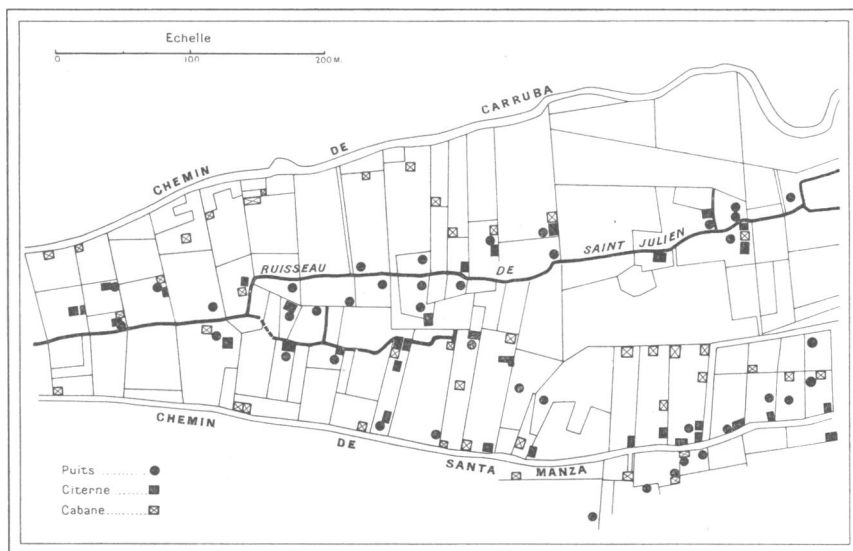 Echelle
0 100 200 M.
CHEMIN DE CARRUBA
RUISSEAU DE SAINT JULIEN
CHEMIN DE SANTA MANZA
Puits ..........
Citerne ......
Cabane........